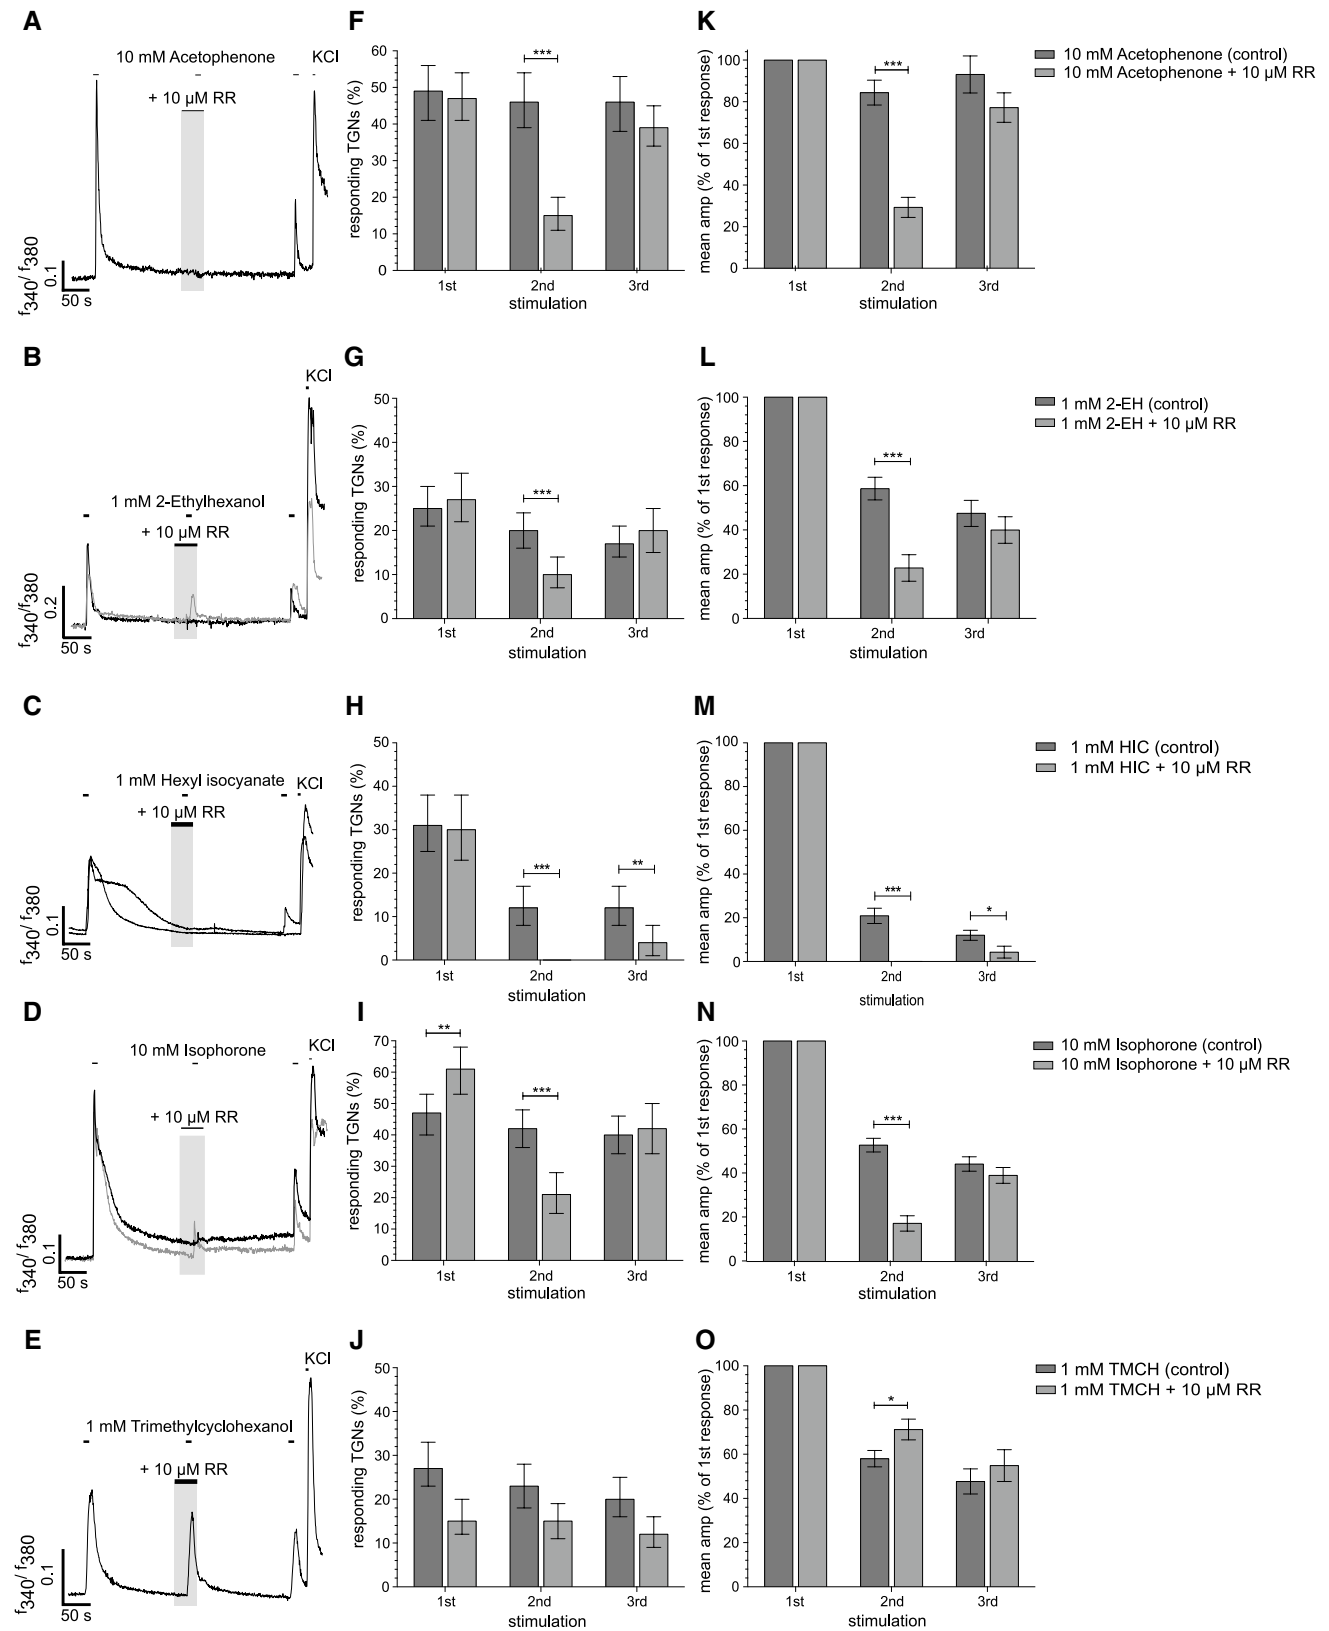 A
10 mM Acetophenone
KCl
+ 10 µM RR
f340/ f380
0.1
50 s
F
responding TGNs (%)
60
50
40
30
20
10
0
***
1st
2nd
3rd
stimulation
K
mean amp (% of 1st response)
100
80
60
40
20
0
***
1st
2nd
3rd
stimulation
10 mM Acetophenone (control)
10 mM Acetophenone + 10 µM RR
B
KCl
1 mM 2-Ethylhexanol
+ 10 µM RR
f340/f380
0.2
50 s
G
responding TGNs (%)
50
40
30
20
10
0
***
1st
2nd
3rd
stimulation
L
mean amp (% of 1st response)
100
80
60
40
20
0
***
1st
2nd
3rd
stimulation
1 mM 2-EH (control)
1 mM 2-EH + 10 µM RR
C
1 mM Hexyl isocyanate
KCl
+ 10 µM RR
f340/ f380
0.1
50 s
H
responding TGNs (%)
50
40
30
20
10
0
***
**
1st
2nd
3rd
stimulation
M
mean amp (% of 1st response)
100
80
60
40
20
0
***
*
1st
2nd
3rd
stimulation
1 mM HIC (control)
1 mM HIC + 10 µM RR
D
10 mM Isophorone
KCl
+ 10 µM RR
f340/ f380
0.1
50 s
I
responding TGNs (%)
70
60
50
40
30
20
10
0
**
***
1st
2nd
3rd
stimulation
N
mean amp (% of 1st response)
100
80
60
40
20
0
***
1st
2nd
3rd
stimulation
10 mM Isophorone (control)
10 mM Isophorone + 10 µM RR
E
KCl
1 mM Trimethylcyclohexanol
+ 10 µM RR
f340/ f380
0.1
50 s
J
responding TGNs (%)
50
40
30
20
10
0
1st
2nd
3rd
stimulation
O
mean amp (% of 1st response)
100
80
60
40
20
0
*
1st
2nd
3rd
stimulation
1 mM TMCH (control)
1 mM TMCH + 10 µM RR